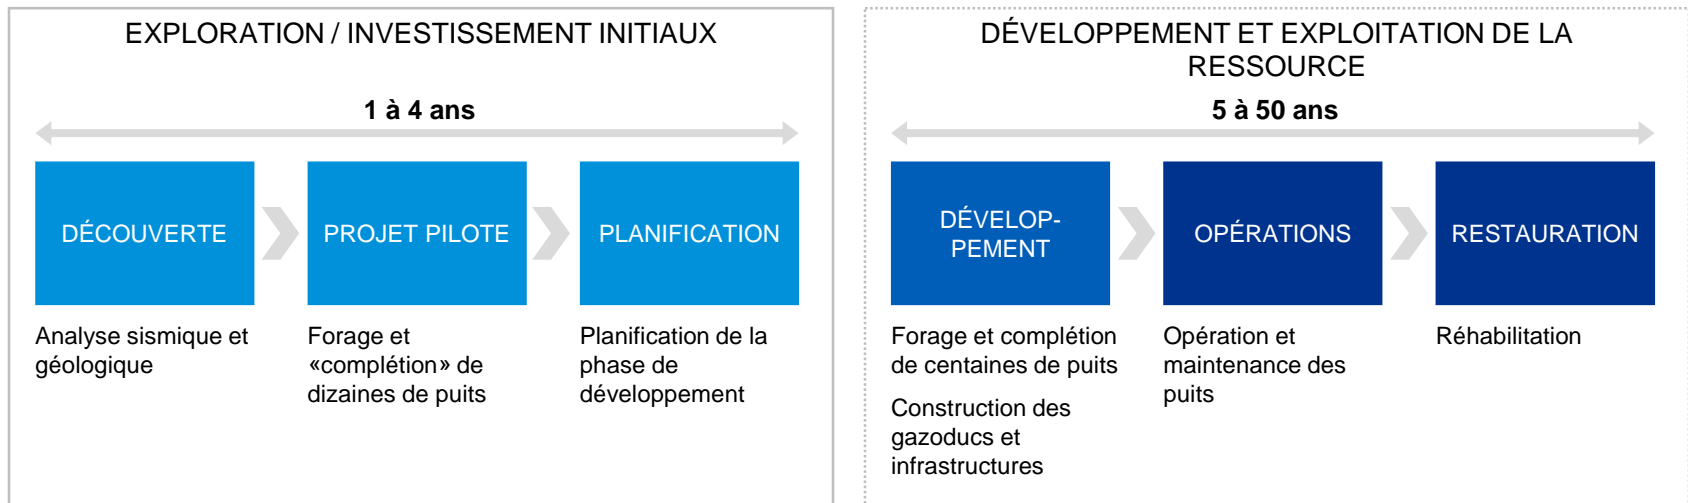 EXPLORATION / INVESTISSEMENT INITIAUX
1 à 4 ans
DÉCOUVERTE
PROJET PILOTE
PLANIFICATION
Analyse sismique et
géologique
Forage et
«complétion» de
dizaines de puits
Planification de la
phase de
développement
DÉVELOPPEMENT ET EXPLOITATION DE LA
RESSOURCE
5 à 50 ans
DÉVELOP-
PEMENT
OPÉRATIONS
RESTAURATION
Forage et complétion
de centaines de puits
Construction des
gazoducs et
infrastructures
Opération et
maintenance des
puits
Réhabilitation